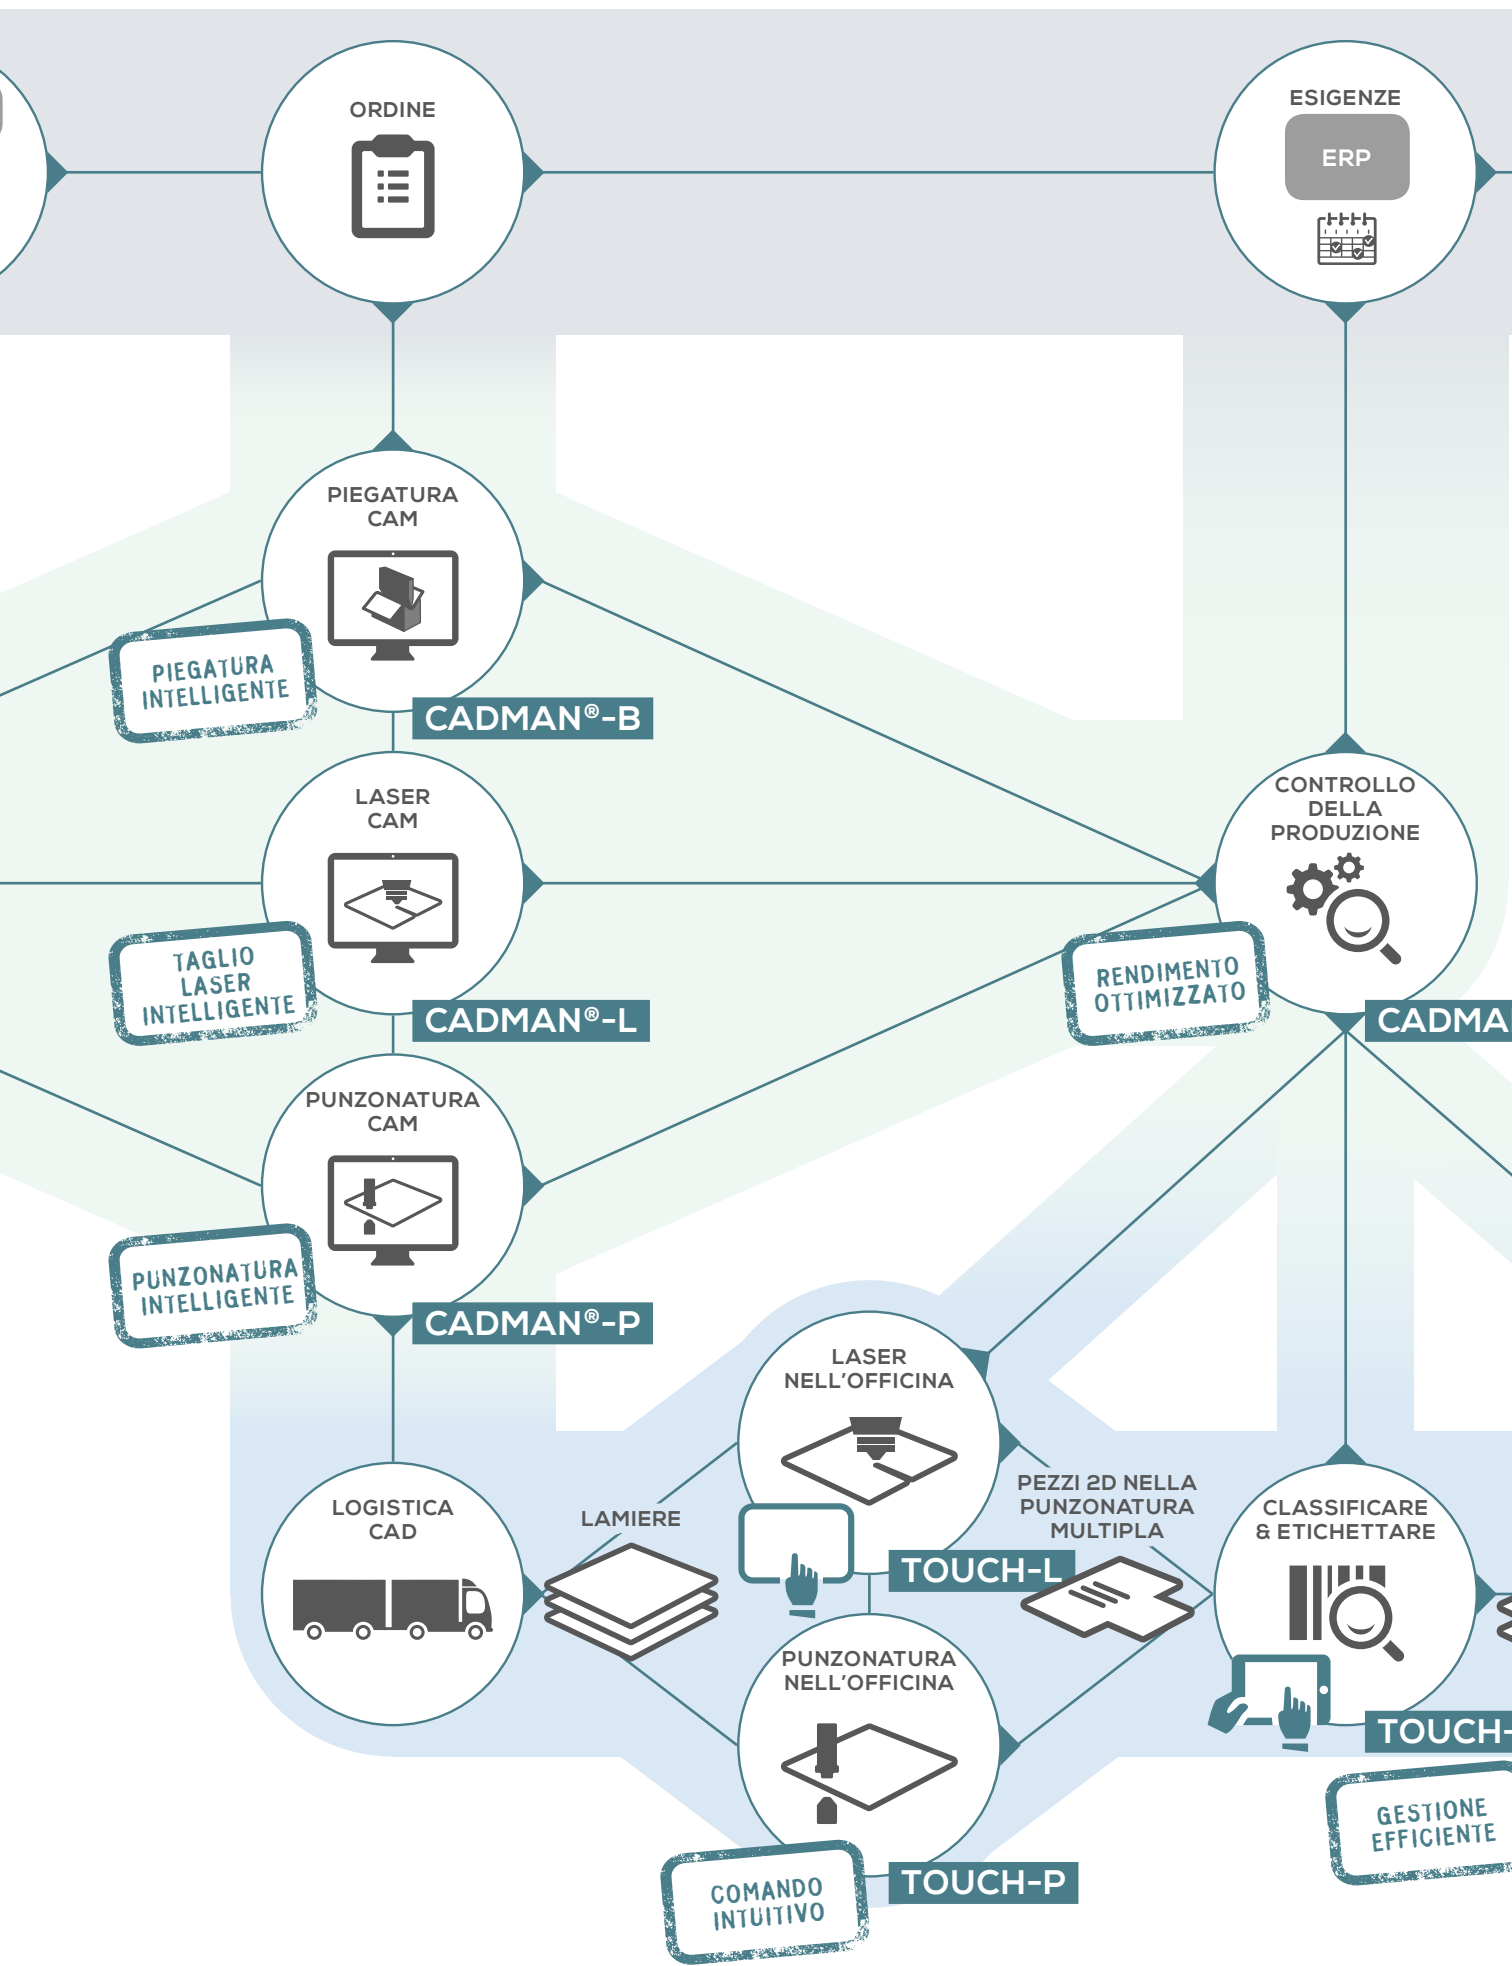 ORDINE
ESIGENZE
ERP
PIEGATURA
CAM
PIEGATURA
INTELLIGENTE
CADMAN®-B
LASER
CAM
TAGLIO
LASER
INTELLIGENTE
CADMAN®-L
CONTROLLO
DELLA
PRODUZIONE
RENDIMENTO
OTTIMIZZATO
CADMA
PUNZONATURA
CAM
PUNZONATURA
INTELLIGENTE
CADMAN®-P
LASER
NELL'OFFICINA
TOUCH-L
LOGISTICA
CAD
LAMIERE
PEZZI 2D NELLA
PUNZONATURA
MULTIPLA
CLASSIFICARE
& ETICHETTARE
TOUCH-
PUNZONATURA
NELL'OFFICINA
TOUCH-P
COMANDO
INTUITIVO
GESTIONE
EFFICIENTE